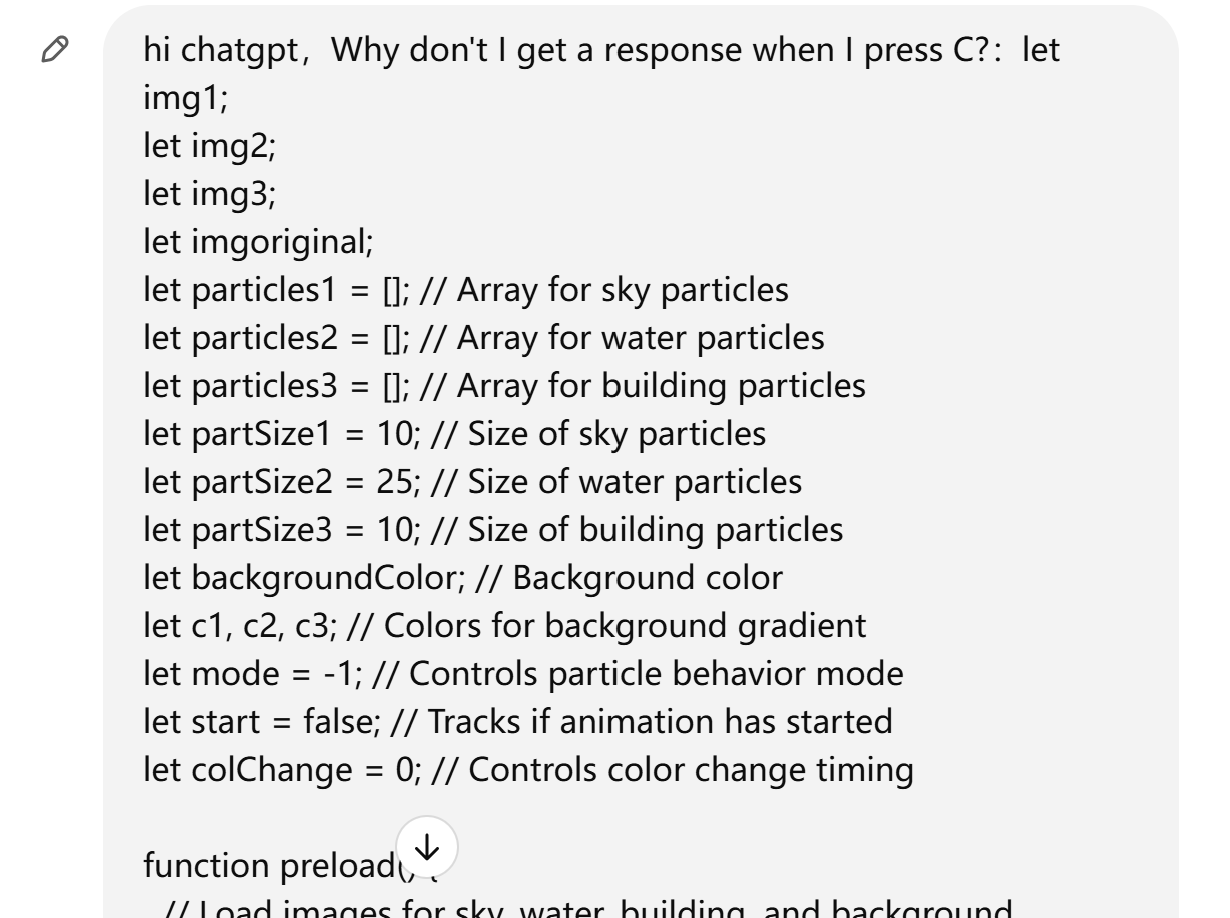 hi chatgpt，Why don't I get a response when I press C?：let
img1;
let img2;
let img3;
let imgoriginal;
let particles1 = []; // Array for sky particles
let particles2 = []; // Array for water particles
let particles3 = []; // Array for building particles
let partSize1 = 10; // Size of sky particles
let partSize2 = 25; // Size of water particles
let partSize3 = 10; // Size of building particles
let backgroundColor; // Background color
let c1, c2, c3; // Colors for background gradient
let mode = -1; // Controls particle behavior mode
let start = false; // Tracks if animation has started
let colChange = 0; // Controls color change timing
function preload() {
// Load images for sky, water, building, and background